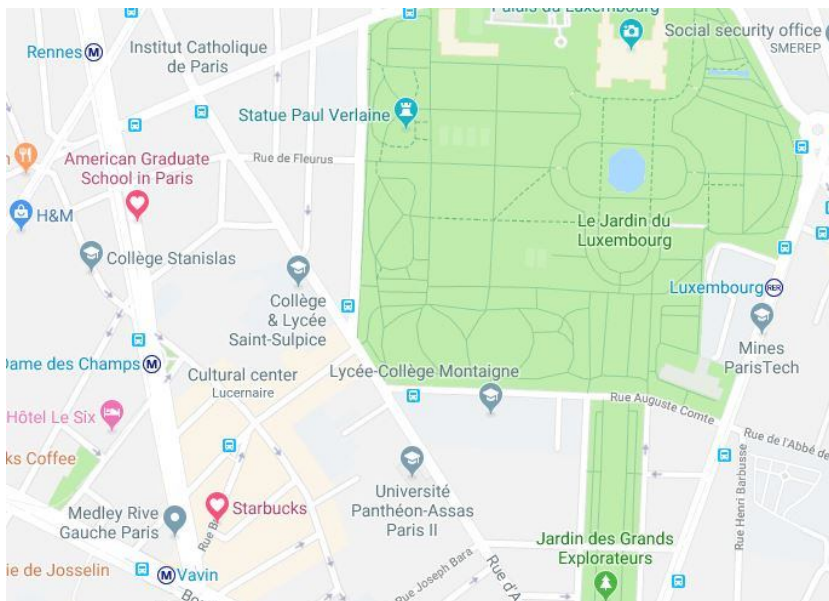 Palais du Luxembourg
Social security office
SMEREP
Rennes
M
Institut Catholique
de Paris
Statue Paul Verlaine
American Graduate
School in Paris
Rue de Fleurus
H&M
Collège Stanislas
Le Jardin du
Luxembourg
Collège
& Lycée
Saint-Sulpice
Luxembourg
RER
Mines
ParisTech
Dame des Champs
M
Cultural center
Lucernaire
Lycée-Collège Montaigne
Rue Auguste Comte
Rue de l'Abbé de
Hôtel Le Six
ks Coffee
Université
Panthéon-Assas
Paris II
Rue Henri Barbusse
Medley Rive
Gauche Paris
Starbucks
Rue B
Jardin des Grands
Explorateurs
ie de Josselin
M
Vavin
Bo
Rue Joseph Bara
Rue d'A